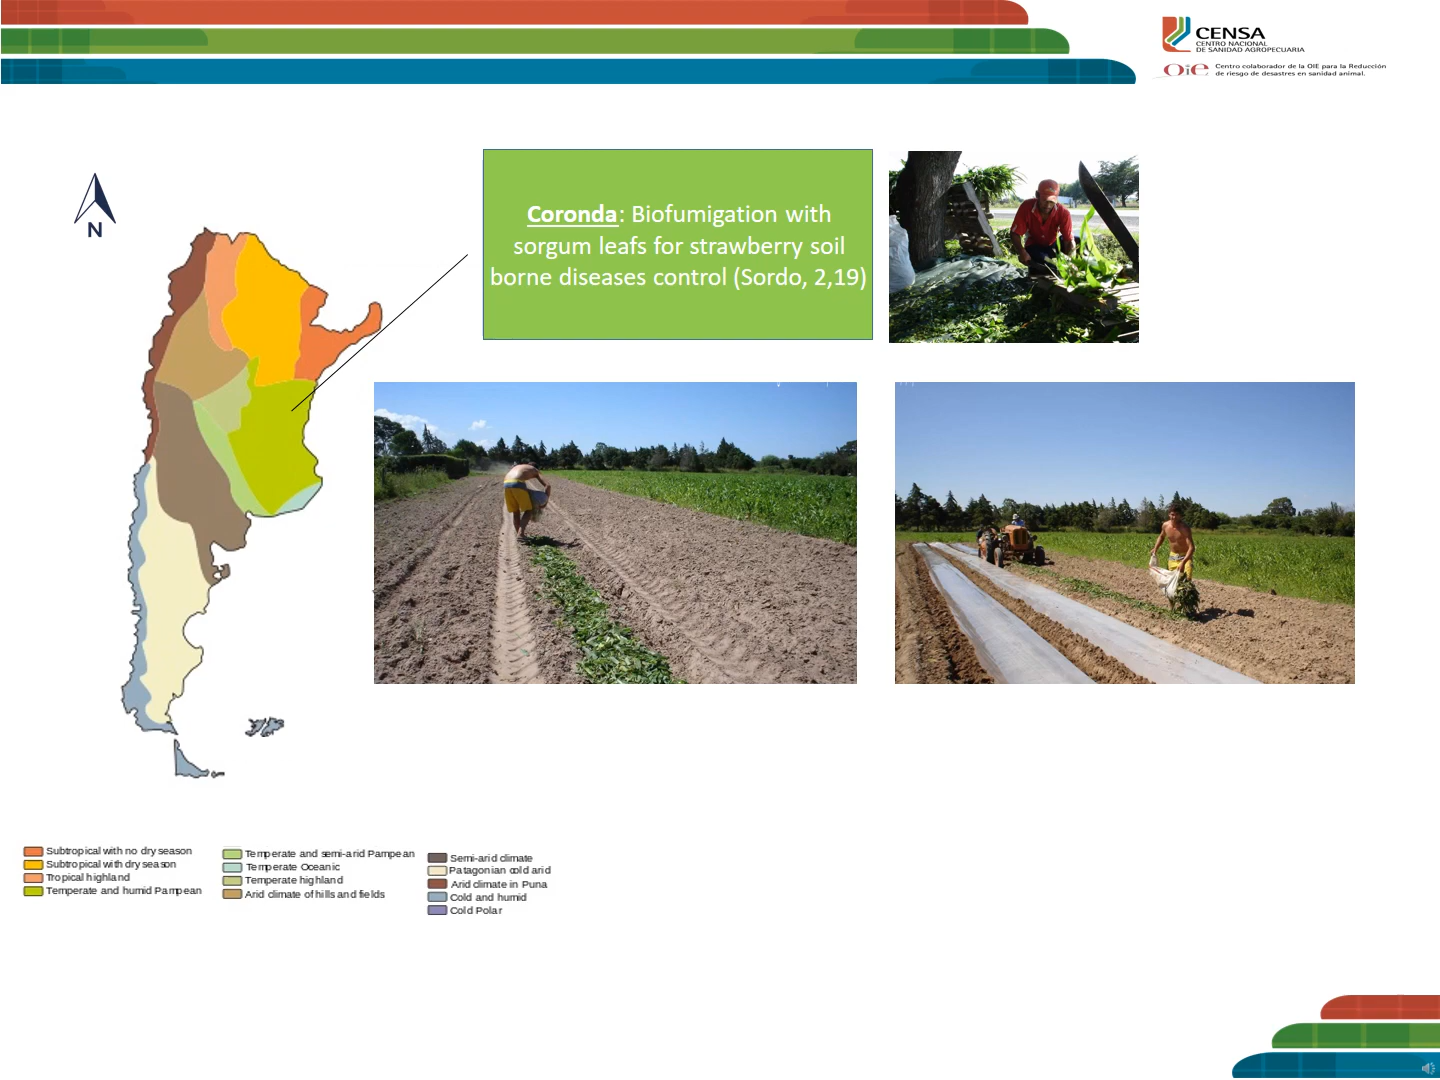 CENSA
CENTRO NACIONAL
DE SANIDAD AGROPECUARIA
Oie
Centro colaborador de la OIE para la Reducción
de riesgo de desastres en sanidad animal.
N
Coronda: Biofumigation with
sorgum leafs for strawberry soil
borne diseases control (Sordo, 2,19)
Subtropical with no dry season
Subtropical with dry season
Tropical highland
Temperate and humid Pampean
Temperate and semi-arid Pampean
Temperate Oceanic
Temperate highland
Arid climate of hills and fields
Semi-arid climate
Patagonian cold arid
Arid climate in Puna
Cold and humid
Cold Polar